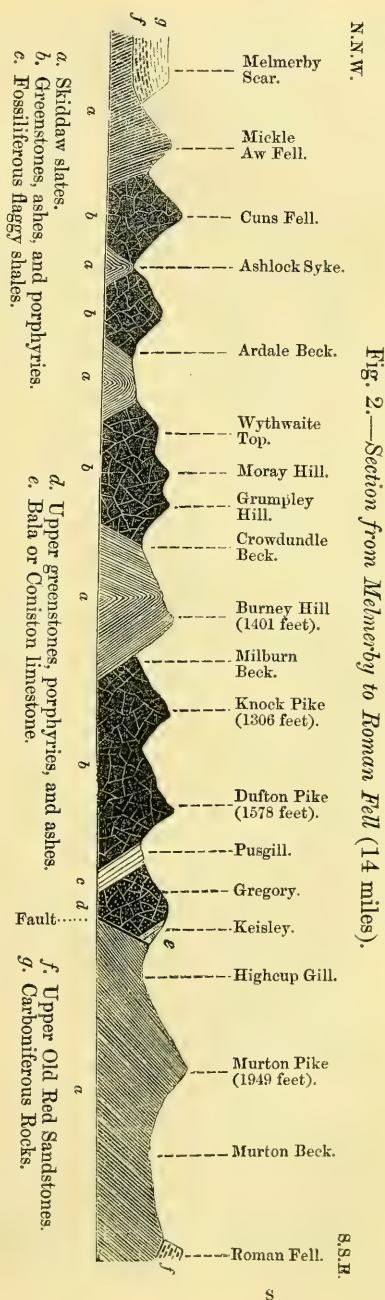 Fig. 2.—Section from Melmerby to Roman Fell (14 miles).
N.N.W.
S.S.E.
Melmerby
Scar.
Mickle
Aw Fell.
Cuns Fell.
Ashlock Syke.
Ardale Beck.
Wythwaite
Top.
Moray Hill.
Grumpley
Hill.
Crowdundle
Beck.
Burney Hill
(1401 feet).
Milburn
Beck.
Knock Pike
(1306 feet).
Dufton Pike
(1578 feet).
Pusgill.
Gregory.
Keisley.
Highcup Gill.
Murton Pike
(1949 feet).
Murton Beck.
Roman Fell.
g
f
a
b
a
b
a
b
a
b
c
d
Fault
e
a
f
a. Skiddaw slates.
b. Greenstones, ashes, and porphyries.
c. Fossiliferous flaggy shales.
d. Upper greenstones, porphyries, and ashes.
e. Bala or Coniston limestone.
f. Upper Old Red Sandstones.
g. Carboniferous Rocks.
S